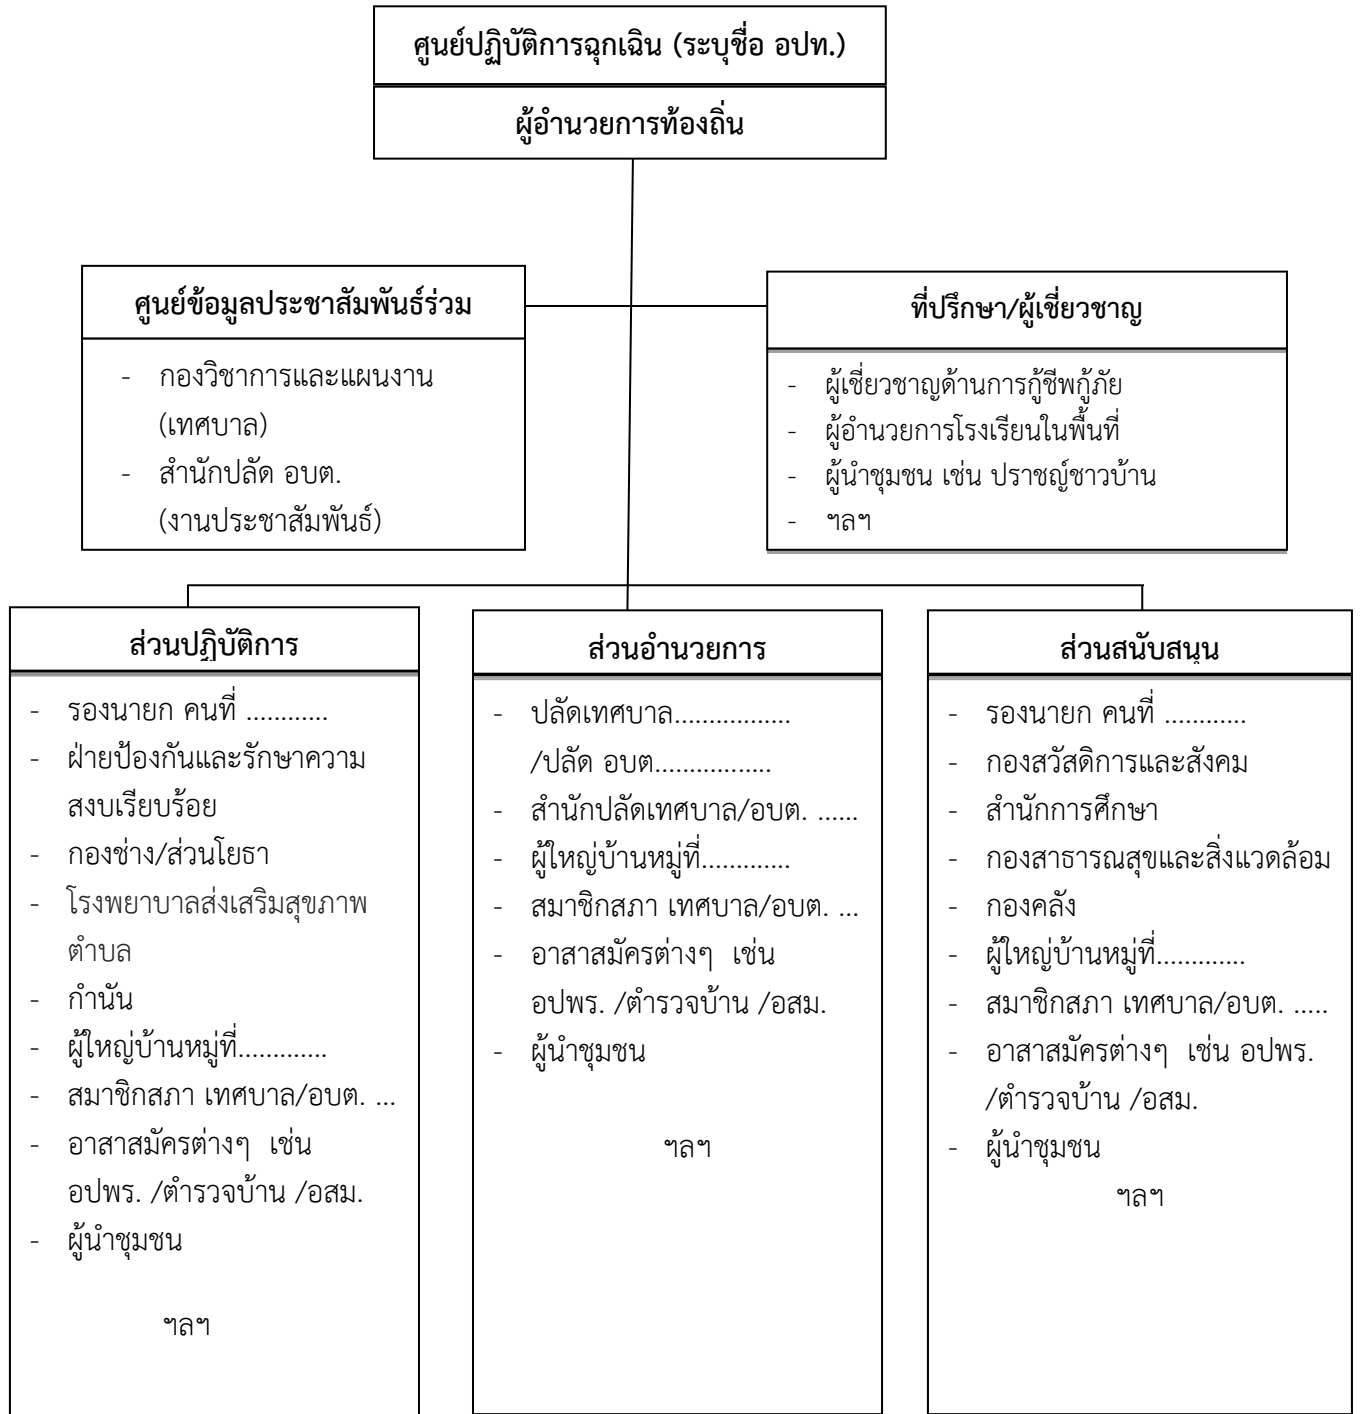 ศูนย์ปฏิบัติการฉุกเฉิน (ระบุชื่อ อปท.)
ผู้อำนวยการท้องถิ่น
ศูนย์ข้อมูลประชาสัมพันธ์ร่วม
- กองวิชาการและแผนงาน
(เทศบาล)
- สำนักปลัด อบต.
(งานประชาสัมพันธ์)
ที่ปรึกษา/ผู้เชี่ยวชาญ
- ผู้เชี่ยวชาญด้านการกู้ชีพกู้ภัย
- ผู้อำนวยการโรงเรียนในพื้นที่
- ผู้นำชุมชน เช่น ปราชญ์ชาวบ้าน
- ฯลฯ
ส่วนปฏิบัติการ
- รองนายก คนที่ ............
- ฝ่ายป้องกันและรักษาความ
สงบเรียบร้อย
- กองช่าง/ส่วนโยธา
- โรงพยาบาลส่งเสริมสุขภาพ
ตำบล
- กำนัน
- ผู้ใหญ่บ้านหมู่ที่.............
- สมาชิกสภา เทศบาล/อบต. ...
- อาสาสมัครต่างๆ เช่น
อปพร. /ตำรวจบ้าน /อสม.
- ผู้นำชุมชน
ฯลฯ
ส่วนอำนวยการ
- ปลัดเทศบาล.................
/ปลัด อบต.................
- สำนักปลัดเทศบาล/อบต. ......
- ผู้ใหญ่บ้านหมู่ที่.............
- สมาชิกสภา เทศบาล/อบต. ...
- อาสาสมัครต่างๆ เช่น
อปพร. /ตำรวจบ้าน /อสม.
- ผู้นำชุมชน
ฯลฯ
ส่วนสนับสนุน
- รองนายก คนที่ ............
- กองสวัสดิการและสังคม
- สำนักการศึกษา
- กองสาธารณสุขและสิ่งแวดล้อม
- กองคลัง
- ผู้ใหญ่บ้านหมู่ที่.............
- สมาชิกสภา เทศบาล/อบต. .....
- อาสาสมัครต่างๆ เช่น อปพร.
/ตำรวจบ้าน /อสม.
- ผู้นำชุมชน
ฯลฯ